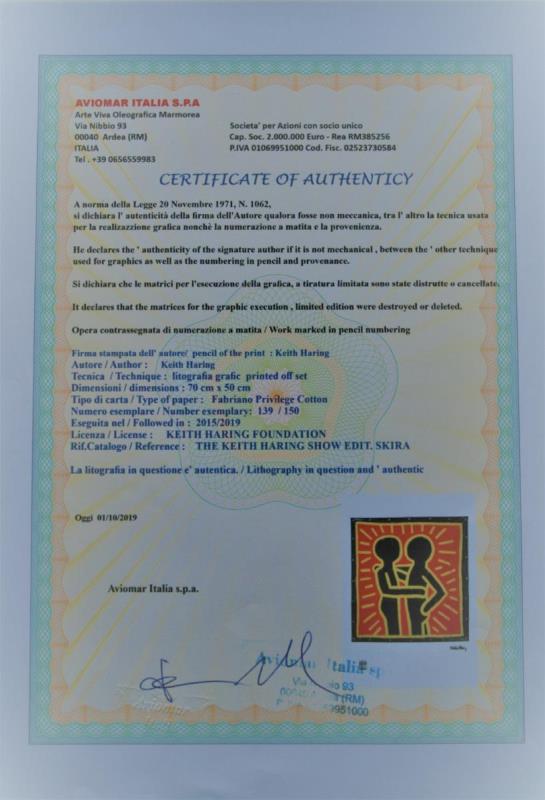 AVIOMAR ITALIA S.P.A
Arte Viva Oleografica Marmorea
Via Nibbio 93
00040 Ardea (RM)
ITALIA
Tel . +39 0656559983
Societa' per Azioni con socio unico
Cap. Soc. 2.000.000 Euro - Rea RM385256
P.IVA 01069951000 Cod. Fisc. 02523730584
CERTIFICATE OF AUTHENTICITY
A norma della Legge 20 Novembre 1971, N. 1062,
si dichiara l' autenticità della firma dell'Autore qualora fosse non meccanica, tra l' altro la tecnica usata
per la realizazzione grafica nonchè la numerazione a matita e la provenienza.
He declares the ' authenticity of the signature author if it is not mechanical , between the ' other technique
used for graphics as well as the numbering in pencil and provenance.
Si dichiara che le matrici per l'esecuzione della grafica, a tiratura limitata sono state distrutte o cancellate.
It declares that the matrices for the graphic execution , limited edition were destroyed or deleted.
Opera contrassegnata di numerazione a matita / Work marked in pencil numbering
Firma stampata dell' autore/ pencil of the print : Keith Haring
Autore / Author : Keith Haring
Tecnica / Technique : litografia grafic printed off set
Dimensioni / dimensions : 70 cm x 50 cm
Tipo di carta / Type of paper : Fabriano Privilege Cotton
Numero esemplare / Number exemplary: 139 / 150
Eseguita nel / Followed in : 2015/2019
Licenza / License : KEITH HARING FOUNDATION
Rif.Catalogo / Reference : THE KEITH HARING SHOW EDIT. SKIRA
La litografia in questione e' autentica. / Lithography in question and ' authentic
Oggi 01/10/2019
Aviomar Italia s.p.a.
Italia sp
93
(RM)
951000
Aviomar